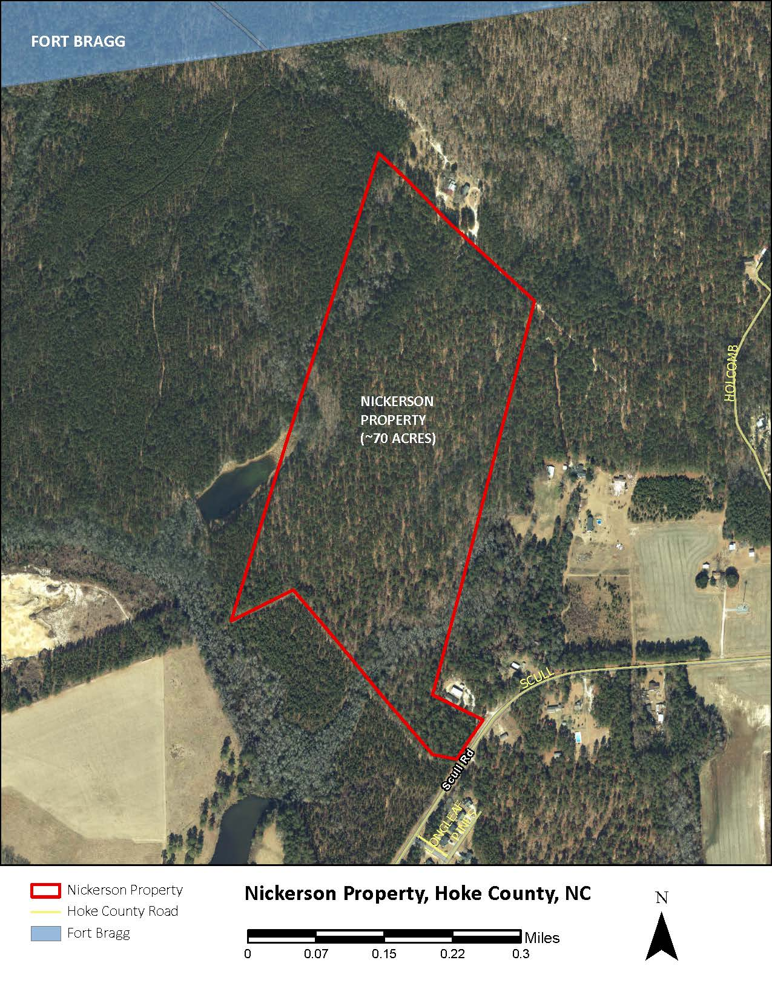 FORT BRAGG
HOLCOMB
NICKERSON
PROPERTY
(~70 ACRES)
SCULL
Scull Rd
LONGLEAF
PINES
Nickerson Property
Hoke County Road
Fort Bragg
Nickerson Property, Hoke County, NC
Miles
0 0.07 0.15 0.22 0.3
N